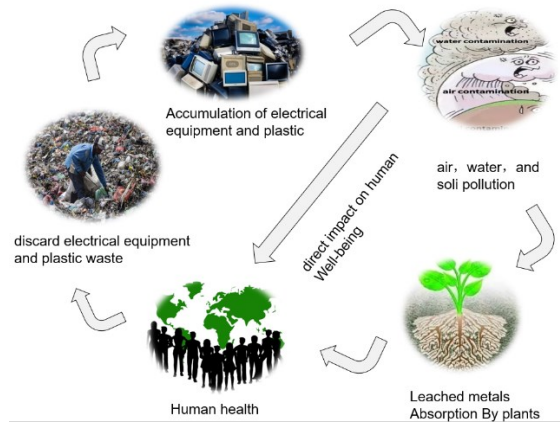 water contamination
air contamination
Accumulation of electrical
equipment and plastic
air, water, and
soli pollution
discard electrical equipment
and plastic waste
direct impact on human
Well-being
Human health
Leached metals
Absorption By plants